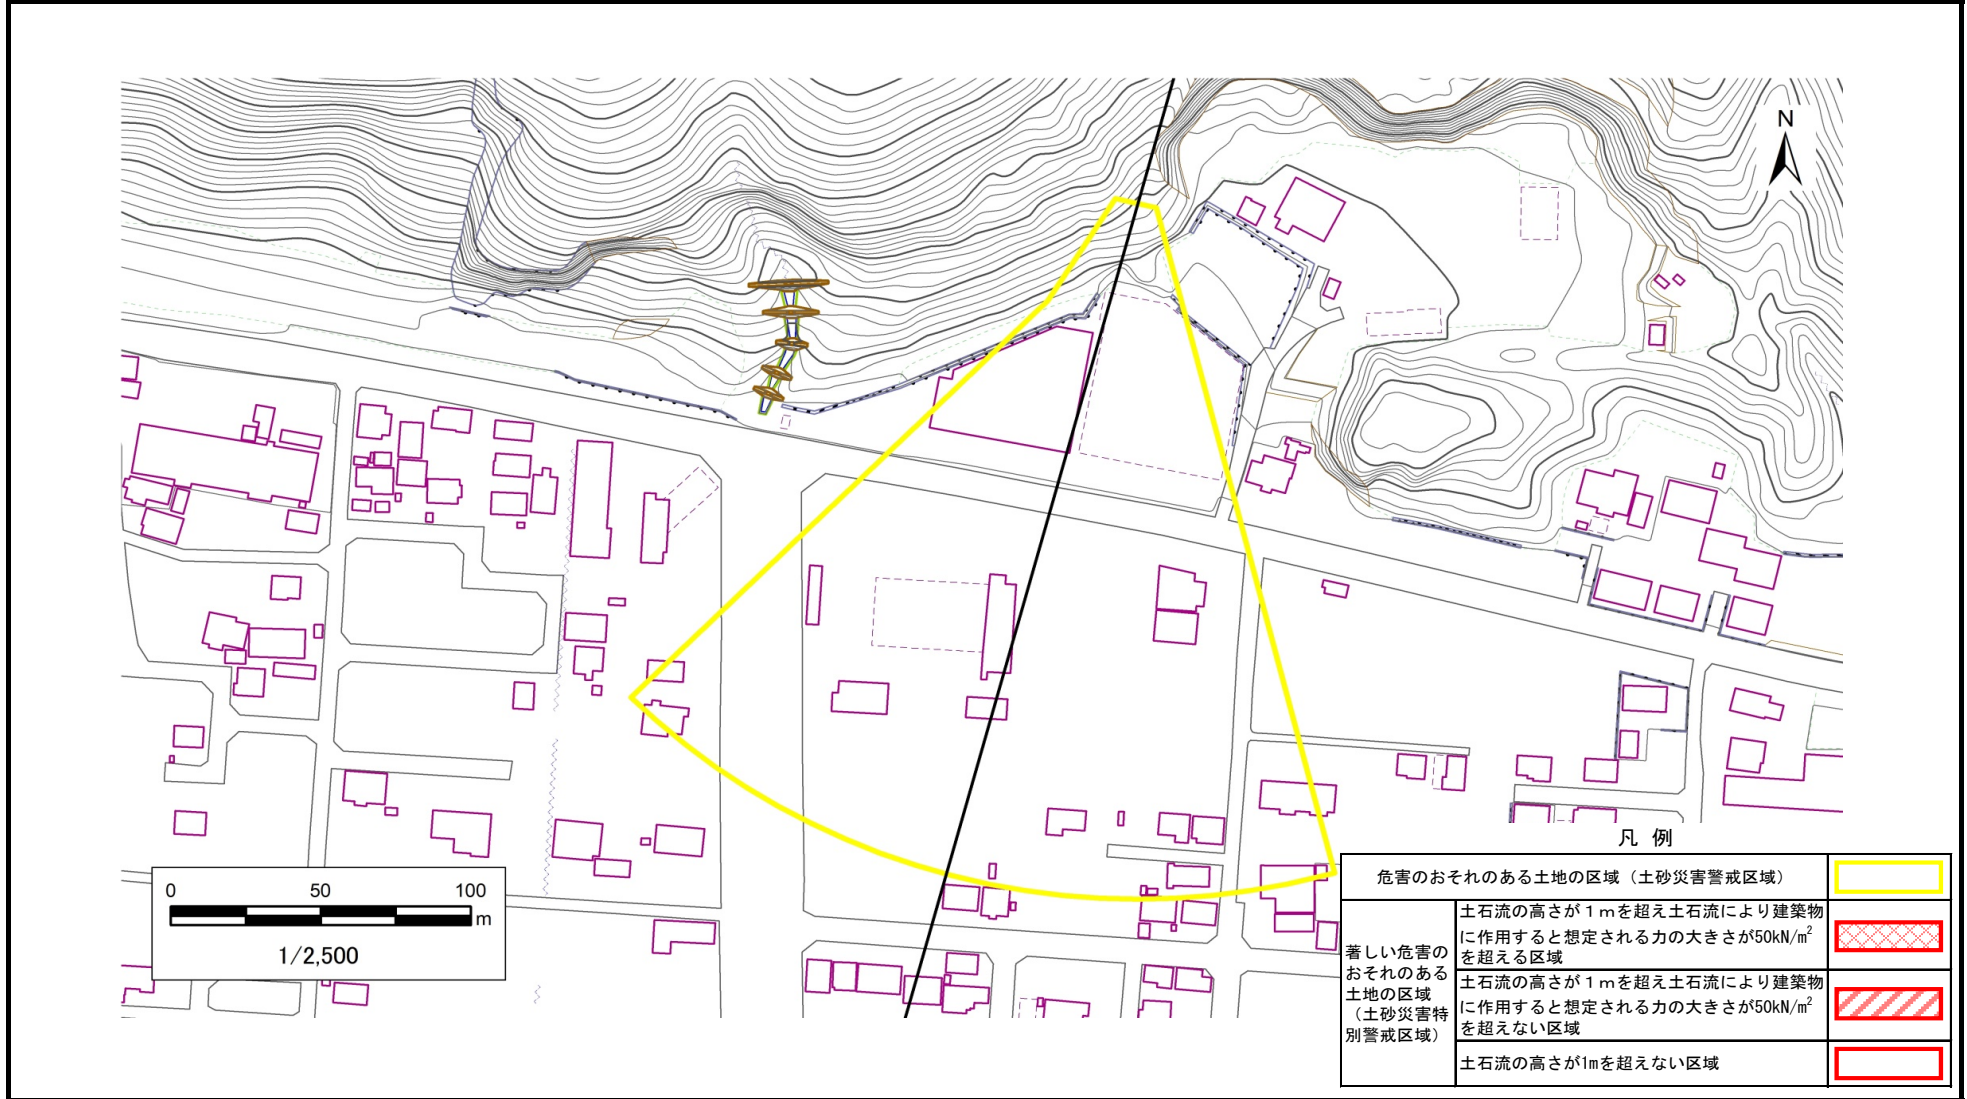 N
0 50 100
m
1/2,500
凡 例
危害のおそれのある土地の区域（土砂災害警戒区域）
著しい危害の
おそれのある
土地の区域
（土砂災害特
別警戒区域）
土石流の高さが１ｍを超え土石流により建築物
に作用すると想定される力の大きさが50kN/m²
を超える区域
土石流の高さが１ｍを超え土石流により建築物
に作用すると想定される力の大きさが50kN/m²
を超えない区域
土石流の高さが1mを超えない区域